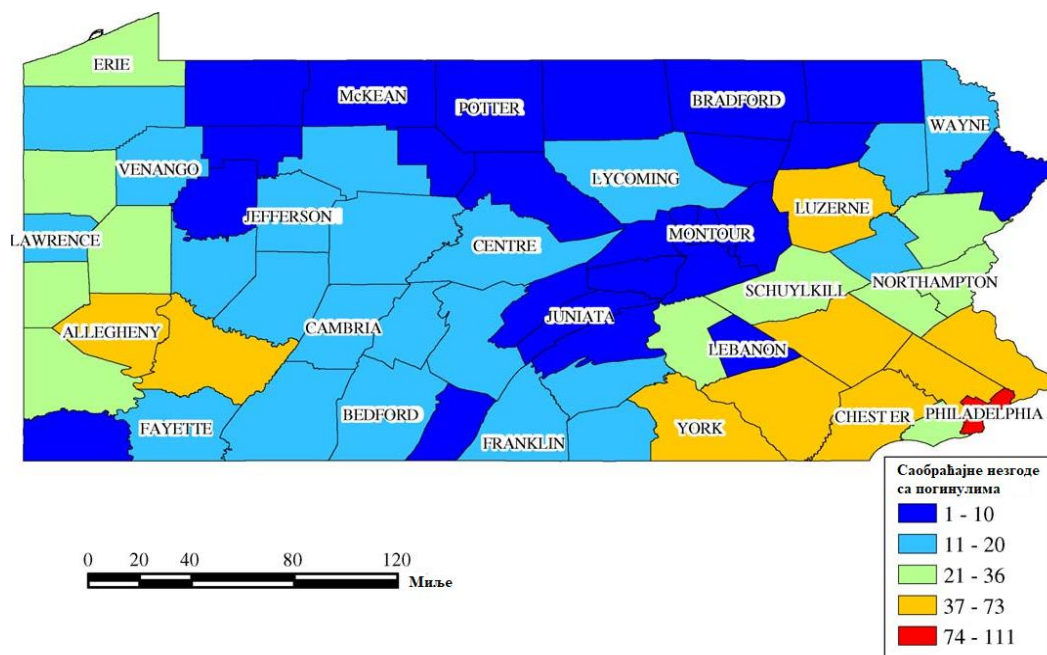 ERIE
McKEAN
POTTER
BRADFORD
WAYNE
VENANGO
LYCOMING
LUZERNE
JEFFERSON
LAWRENCE
CENTRE
MONTOUR
SCHUYLKILL
NORTHAMPTON
ALLEGHENY
CAMBRIA
JUNIATA
LEBANON
FAYETTE
BEDFORD
FRANKLIN
YORK
CHEST ER
PHILADELPHIA
Саобраћајне незгоде
са погинулима
1 - 10
11 - 20
21 - 36
37 - 73
74 - 111
0 20 40 80 120
Миље